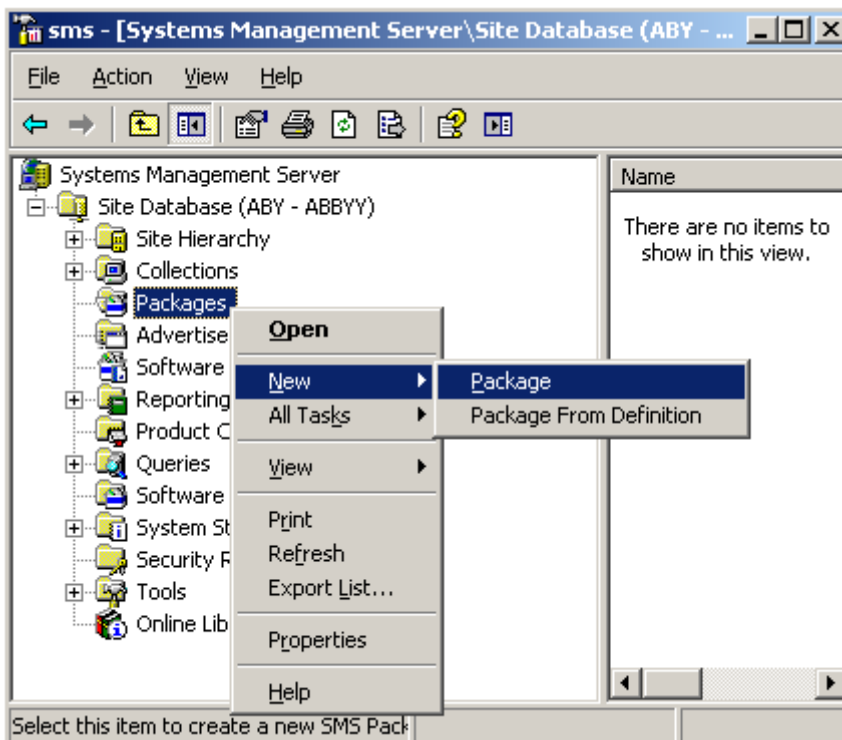 sms - [Systems Management Server\Site Database (ABY - ...
File Action View Help
Systems Management Server
Site Database (ABY - ABBYY)
Site Hierarchy
Collections
Packages
Advertise
Software
Reporting
Product C
Queries
Software
System St
Security R
Tools
Online Lib
Open
New
All Tasks
View
Print
Refresh
Export List...
Properties
Help
Package
Package From Definition
Name
There are no items to
show in this view.
Select this item to create a new SMS Pack